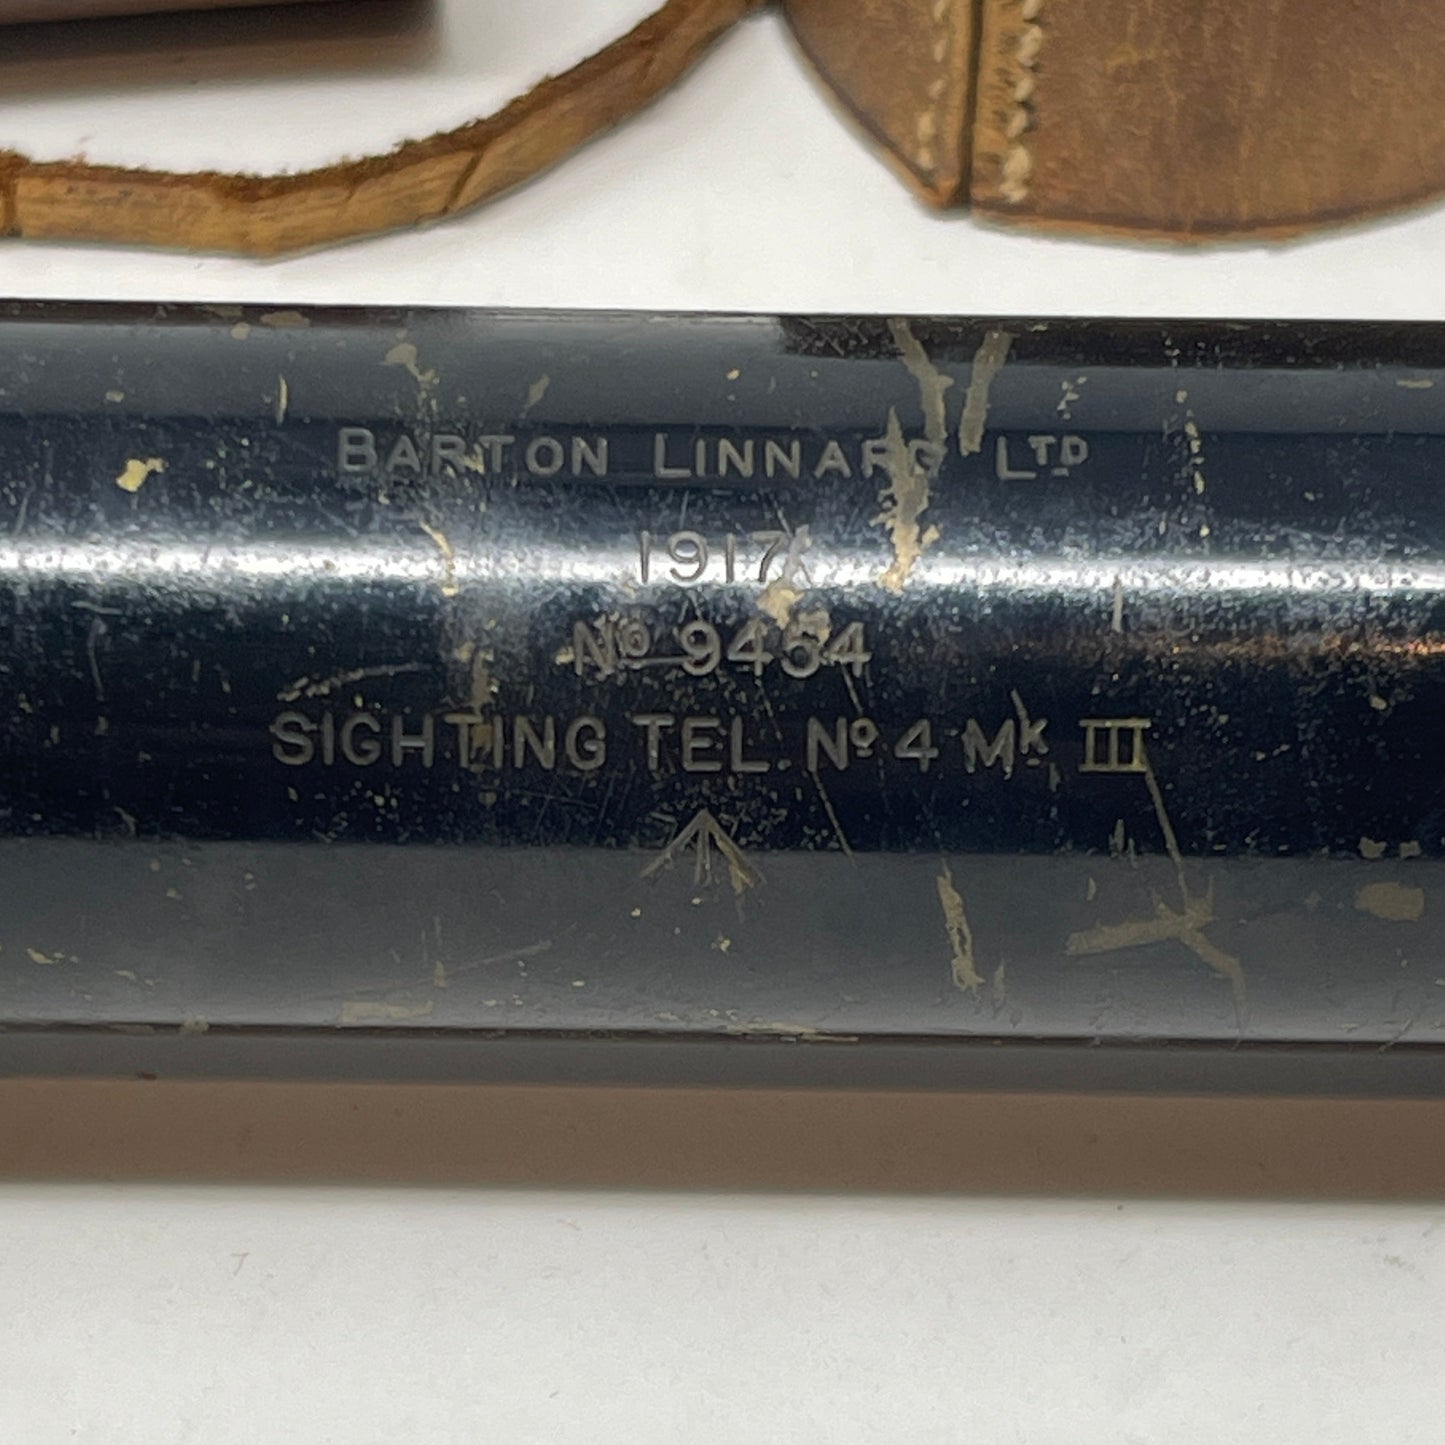 BARTON LINNARD LTD
1917
No 9454
SIGHTING TEL. No 4 Mk III